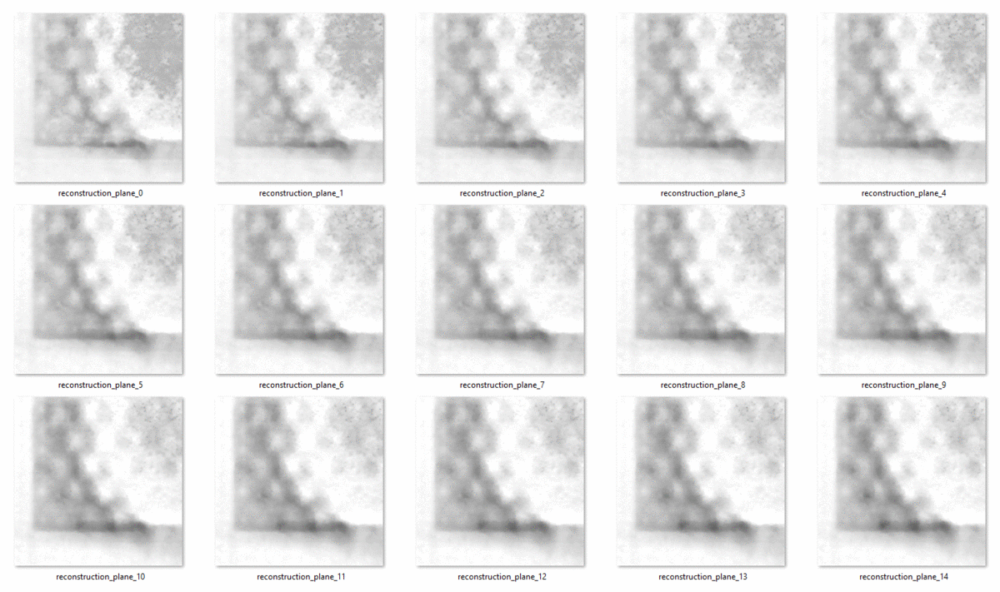 reconstruction_plane_0 reconstruction_plane_1 reconstruction_plane_2 reconstruction_plane_3 reconstruction_plane_4
reconstruction_plane_5 reconstruction_plane_6 reconstruction_plane_7 reconstruction_plane_8 reconstruction_plane_9
reconstruction_plane_10 reconstruction_plane_11 reconstruction_plane_12 reconstruction_plane_13 reconstruction_plane_14